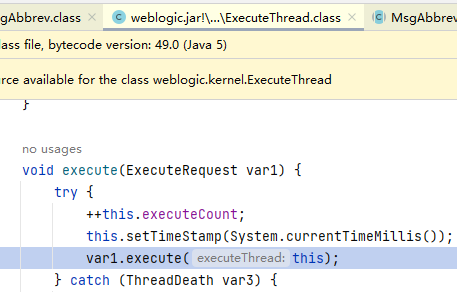 gAbbrev.class × weblogic.jar!\...\ExecuteThread.class × MsgAbbrev
lass file, bytecode version: 49.0 (Java 5)
urce available for the class weblogic.kernel.ExecuteThread
}
no usages
void execute(ExecuteRequest var1) {
try {
++this.executeCount;
this.setTimeStamp(System.currentTimeMillis());
var1.execute( executeThread: this);
} catch (ThreadDeath var3) {